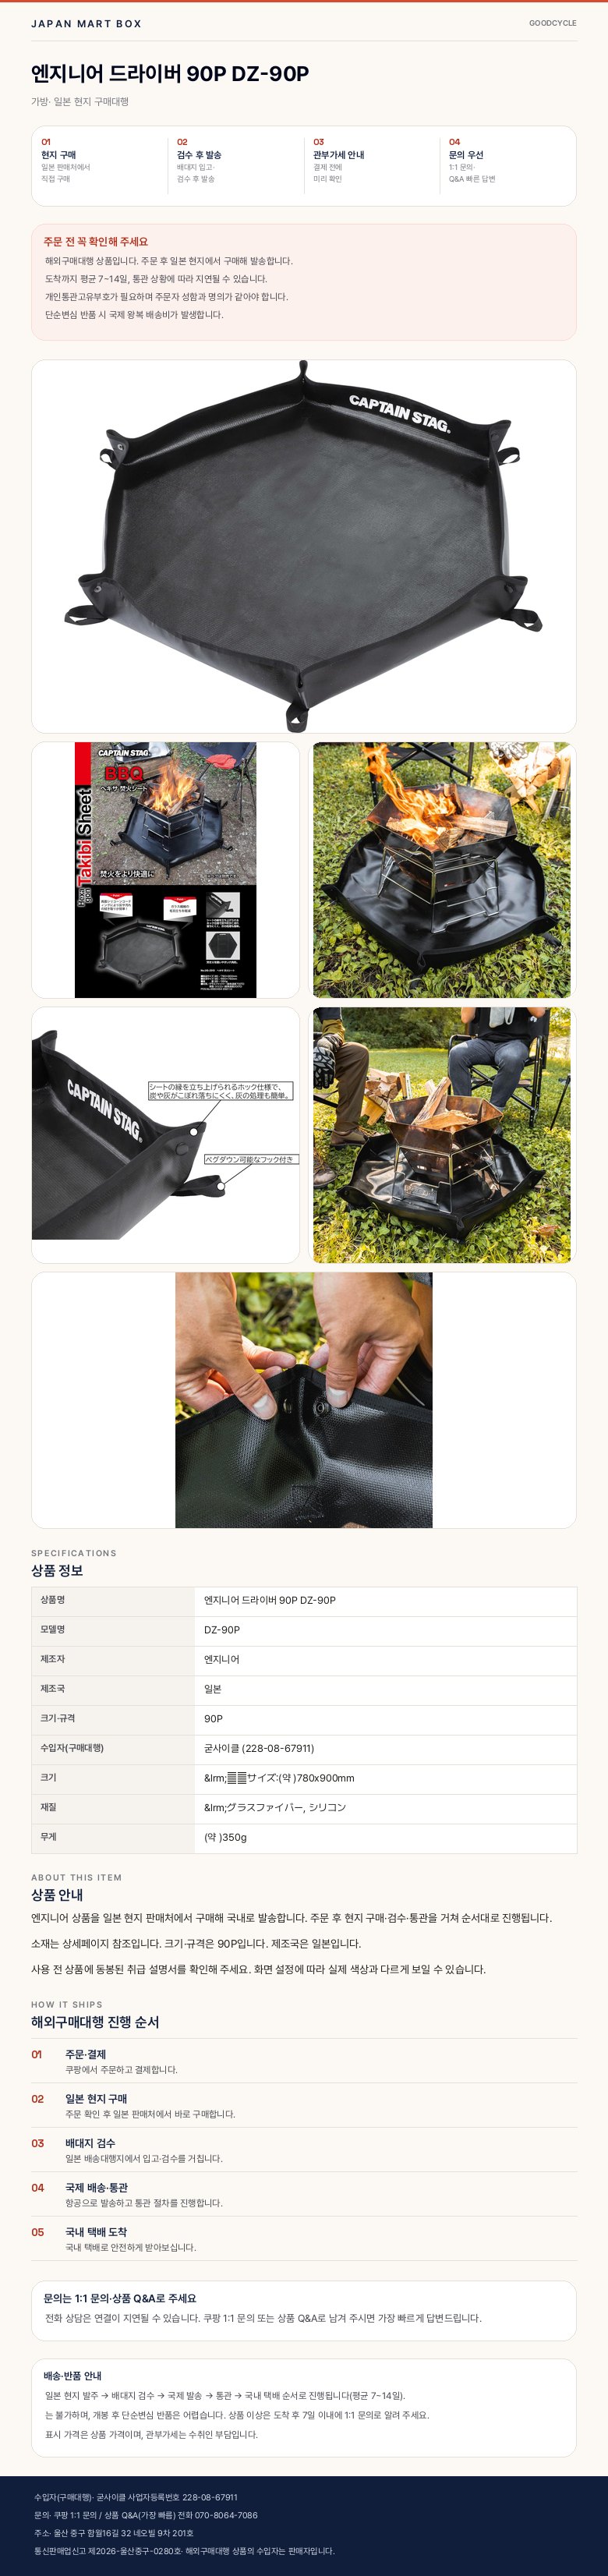 JAPAN MART BOX
GOODCYCLE
엔지니어 드라이버 90P DZ-90P
가방· 일본 현지 구매대행
01
현지 구매
일본 판매처에서
직접 구매
02
검수 후 발송
배대지 입고·
검수 후 발송
03
관부가세 안내
결제 전에
미리 확인
04
문의 우선
1:1 문의·
Q&A 빠른 답변
주문 전 꼭 확인해 주세요
해외구매대행 상품입니다. 주문 후 일본 현지에서 구매해 발송합니다.
도착까지 평균 7~14일, 통관 상황에 따라 지연될 수 있습니다.
개인통관고유부호가 필요하며 주문자 성함과 명의가 같아야 합니다.
단순변심 반품 시 국제 왕복 배송비가 발생합니다.
CAPTAIN STAG.
CAPTAIN STAG.
BBQ
ヘキサ 焚火シート
Hexagon
Takibi Sheet
焚火をより快適に
CAPTAIN STAG.
CAPTAIN STAG.
シートの縁を立ち上げられるホック仕様で、
炭や灰がこぼれ落ちにくく、灰の処理も簡単。
ペグダウン可能なフック付き
SPECIFICATIONS
상품 정보
상품명 엔지니어 드라이버 90P DZ-90P
모델명 DZ-90P
제조자 엔지니어
제조국 일본
크기·규격 90P
수입자(구매대행) 굳사이클 (228-08-67911)
크기 &lrm;サイズ:(약 )780x900mm
재질 &lrm;グラスファイバー, シリコン
무게 (약 )350g
ABOUT THIS ITEM
상품 안내
엔지니어 상품을 일본 현지 판매처에서 구매해 국내로 발송합니다. 주문 후 현지 구매·검수·통관을 거쳐 순서대로 진행됩니다.
소재는 상세페이지 참조입니다. 크기·규격은 90P입니다. 제조국은 일본입니다.
사용 전 상품에 동봉된 취급 설명서를 확인해 주세요. 화면 설정에 따라 실제 색상과 다르게 보일 수 있습니다.
HOW IT SHIPS
해외구매대행 진행 순서
01 주문·결제
쿠팡에서 주문하고 결제합니다.
02 일본 현지 구매
주문 확인 후 일본 판매처에서 바로 구매합니다.
03 배대지 검수
일본 배송대행지에서 입고·검수를 거칩니다.
04 국제 배송·통관
항공으로 발송하고 통관 절차를 진행합니다.
05 국내 택배 도착
국내 택배로 안전하게 받아보십니다.
문의는 1:1 문의·상품 Q&A로 주세요
전화 상담은 연결이 지연될 수 있습니다. 쿠팡 1:1 문의 또는 상품 Q&A로 남겨 주시면 가장 빠르게 답변드립니다.
배송·반품 안내
일본 현지 발주 → 배대지 검수 → 국제 발송 → 통관 → 국내 택배 순서로 진행됩니다(평균 7~14일).
는 불가하며, 개봉 후 단순변심 반품은 어렵습니다. 상품 이상은 도착 후 7일 이내에 1:1 문의로 알려 주세요.
표시 가격은 상품 가격이며, 관부가세는 수취인 부담입니다.
수입자(구매대행)· 굳사이클 사업자등록번호 228-08-67911
문의· 쿠팡 1:1 문의 / 상품 Q&A(가장 빠름) 전화 070-8064-7086
주소· 울산 중구 함월16길 32 네오빌 9차 201호
통신판매업신고 제2026-울산중구-0280호· 해외구매대행 상품의 수입자는 판매자입니다.